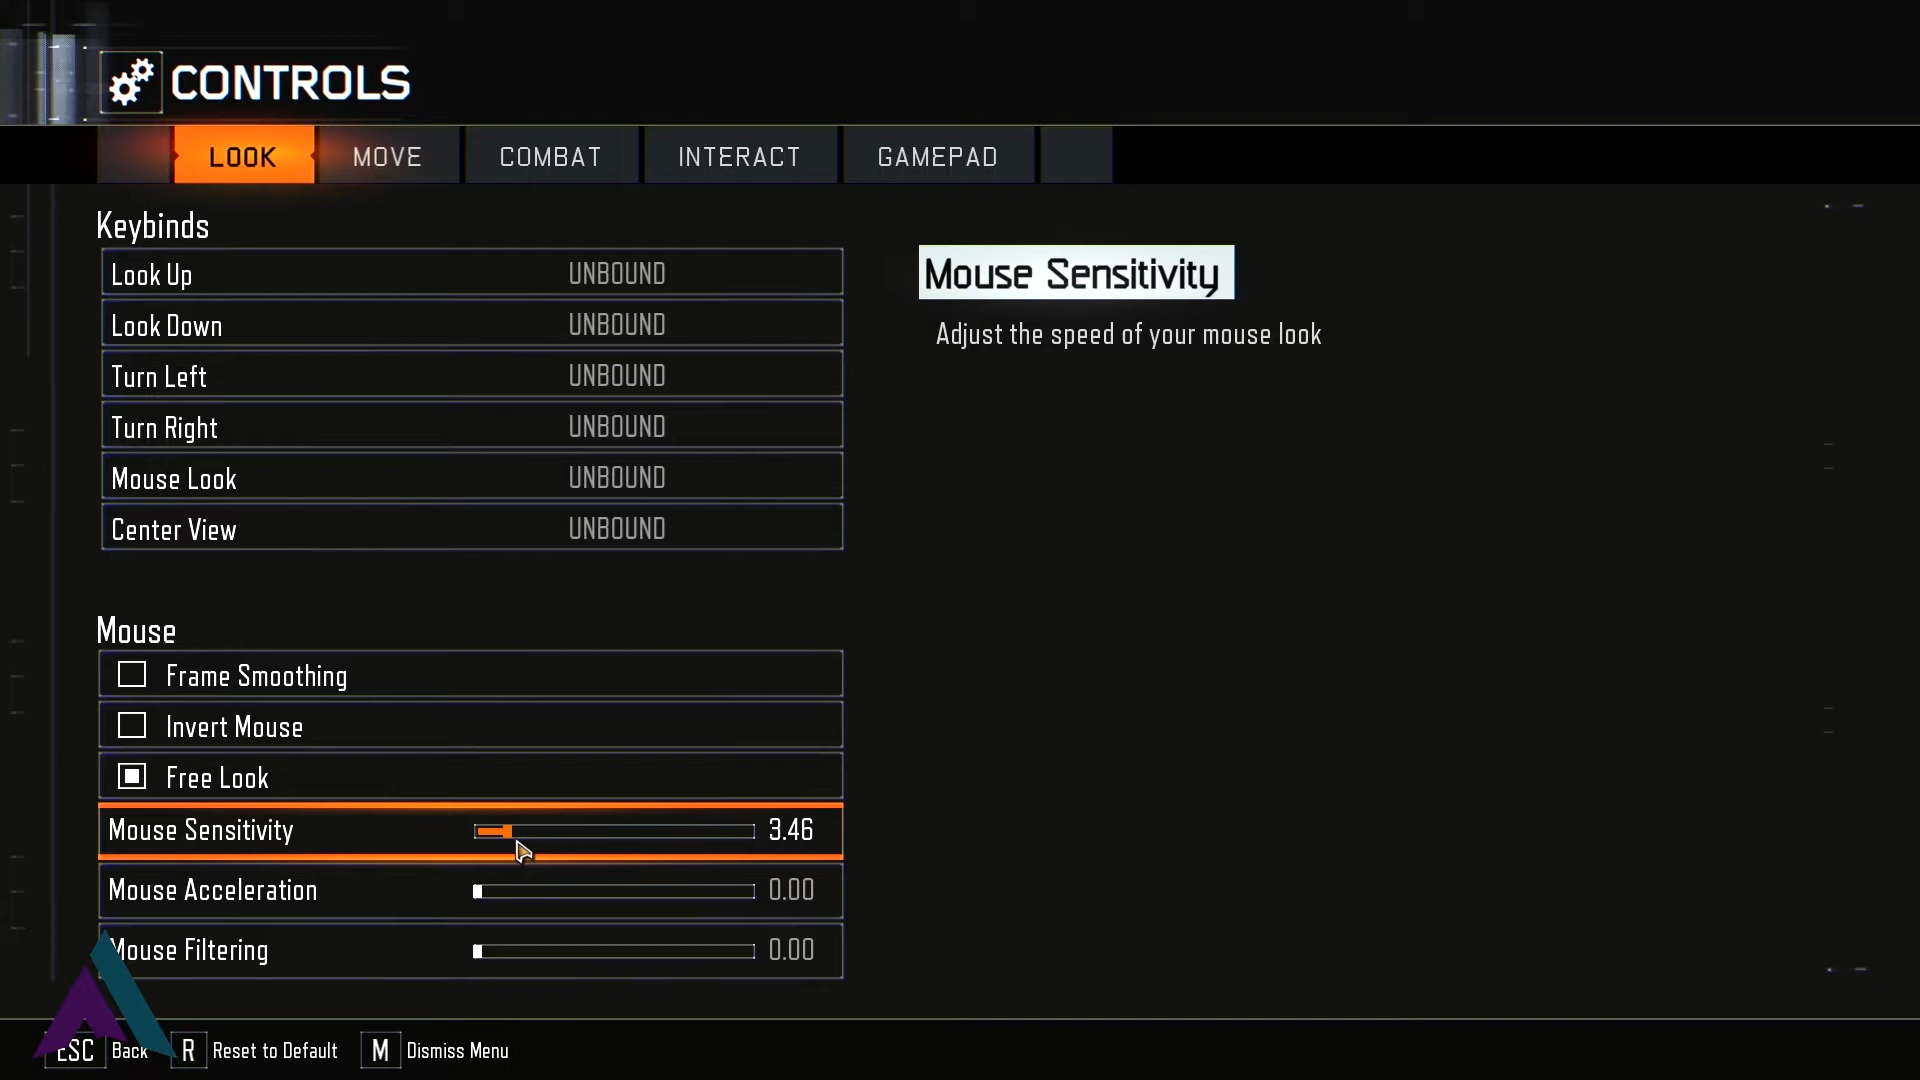 CONTROLS
LOOK MOVE COMBAT INTERACT GAMEPAD
Keybinds
Look Up UNBOUND
Look Down UNBOUND
Turn Left UNBOUND
Turn Right UNBOUND
Mouse Look UNBOUND
Center View UNBOUND
Mouse Sensitivity
Adjust the speed of your mouse look
Mouse
Frame Smoothing
Invert Mouse
Free Look
Mouse Sensitivity 3.46
Mouse Acceleration 0.00
Mouse Filtering 0.00
ESC Back R Reset to Default M Dismiss Menu